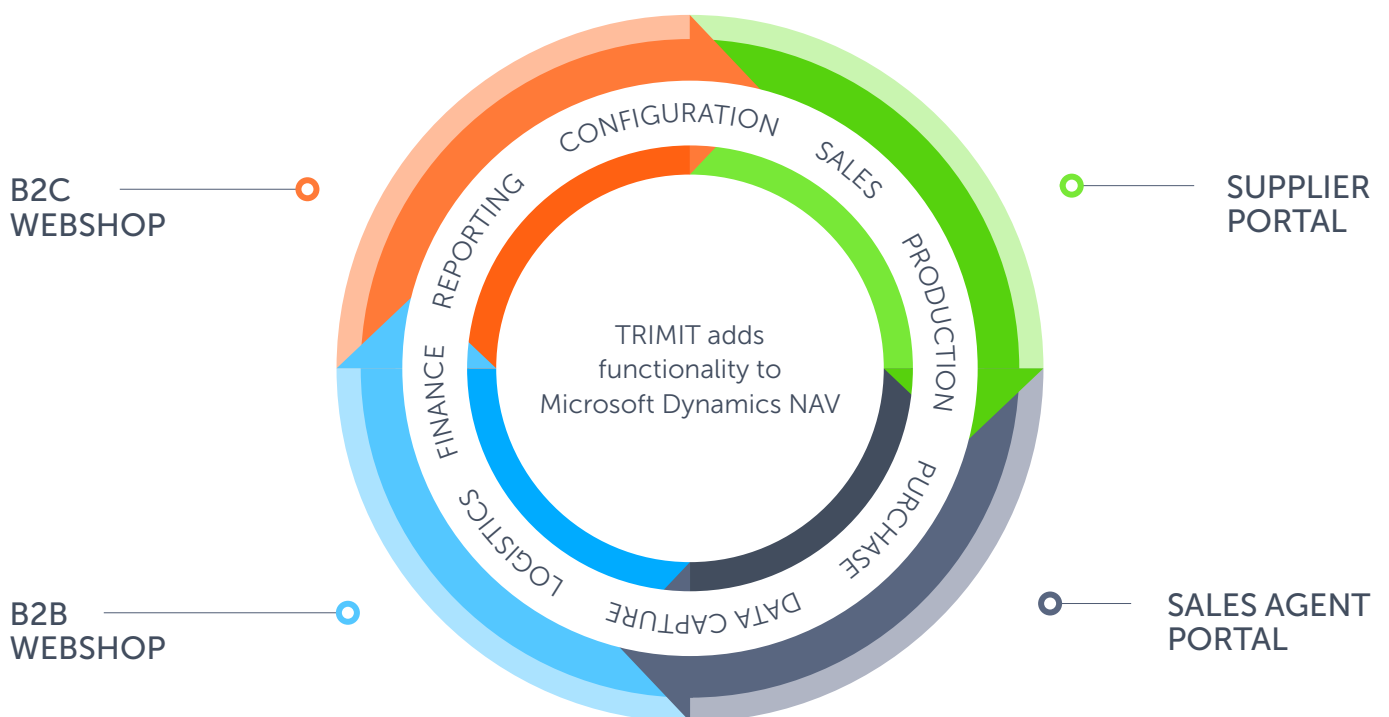 B2C
WEBSHOP
CONFIGURATION
SALES
PRODUCTION
PURCHASE
DATA CAPTURE
LOGISTICS
FINANCE
REPORTING
SUPPLIER
PORTAL
TRIMIT adds
functionality to
Microsoft Dynamics NAV
B2B
WEBSHOP
SALES AGENT
PORTAL